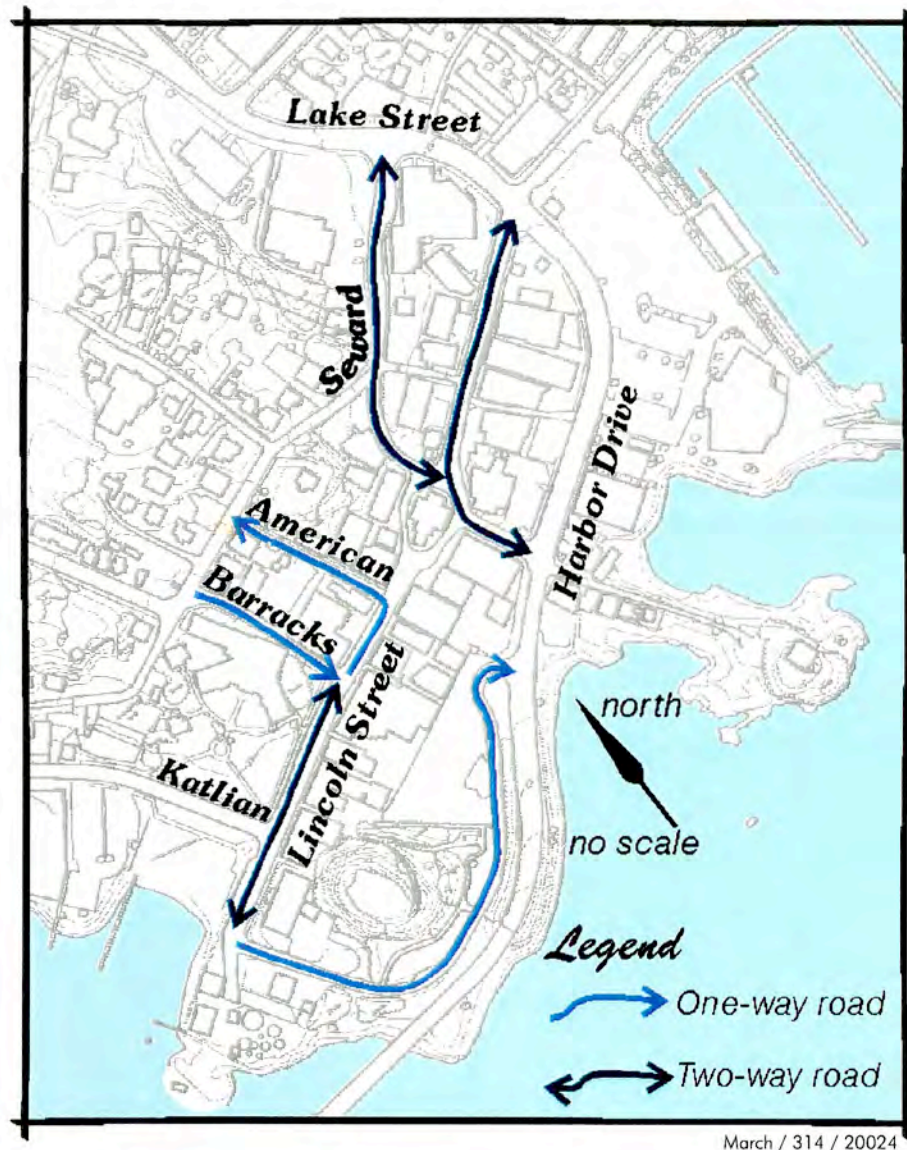 Lake Street
Seward
Harbor Drive
American
Barracks
Lincoln Street
Katlian
north
no scale
Legend
One-way road
Two-way road
March / 314 / 20024